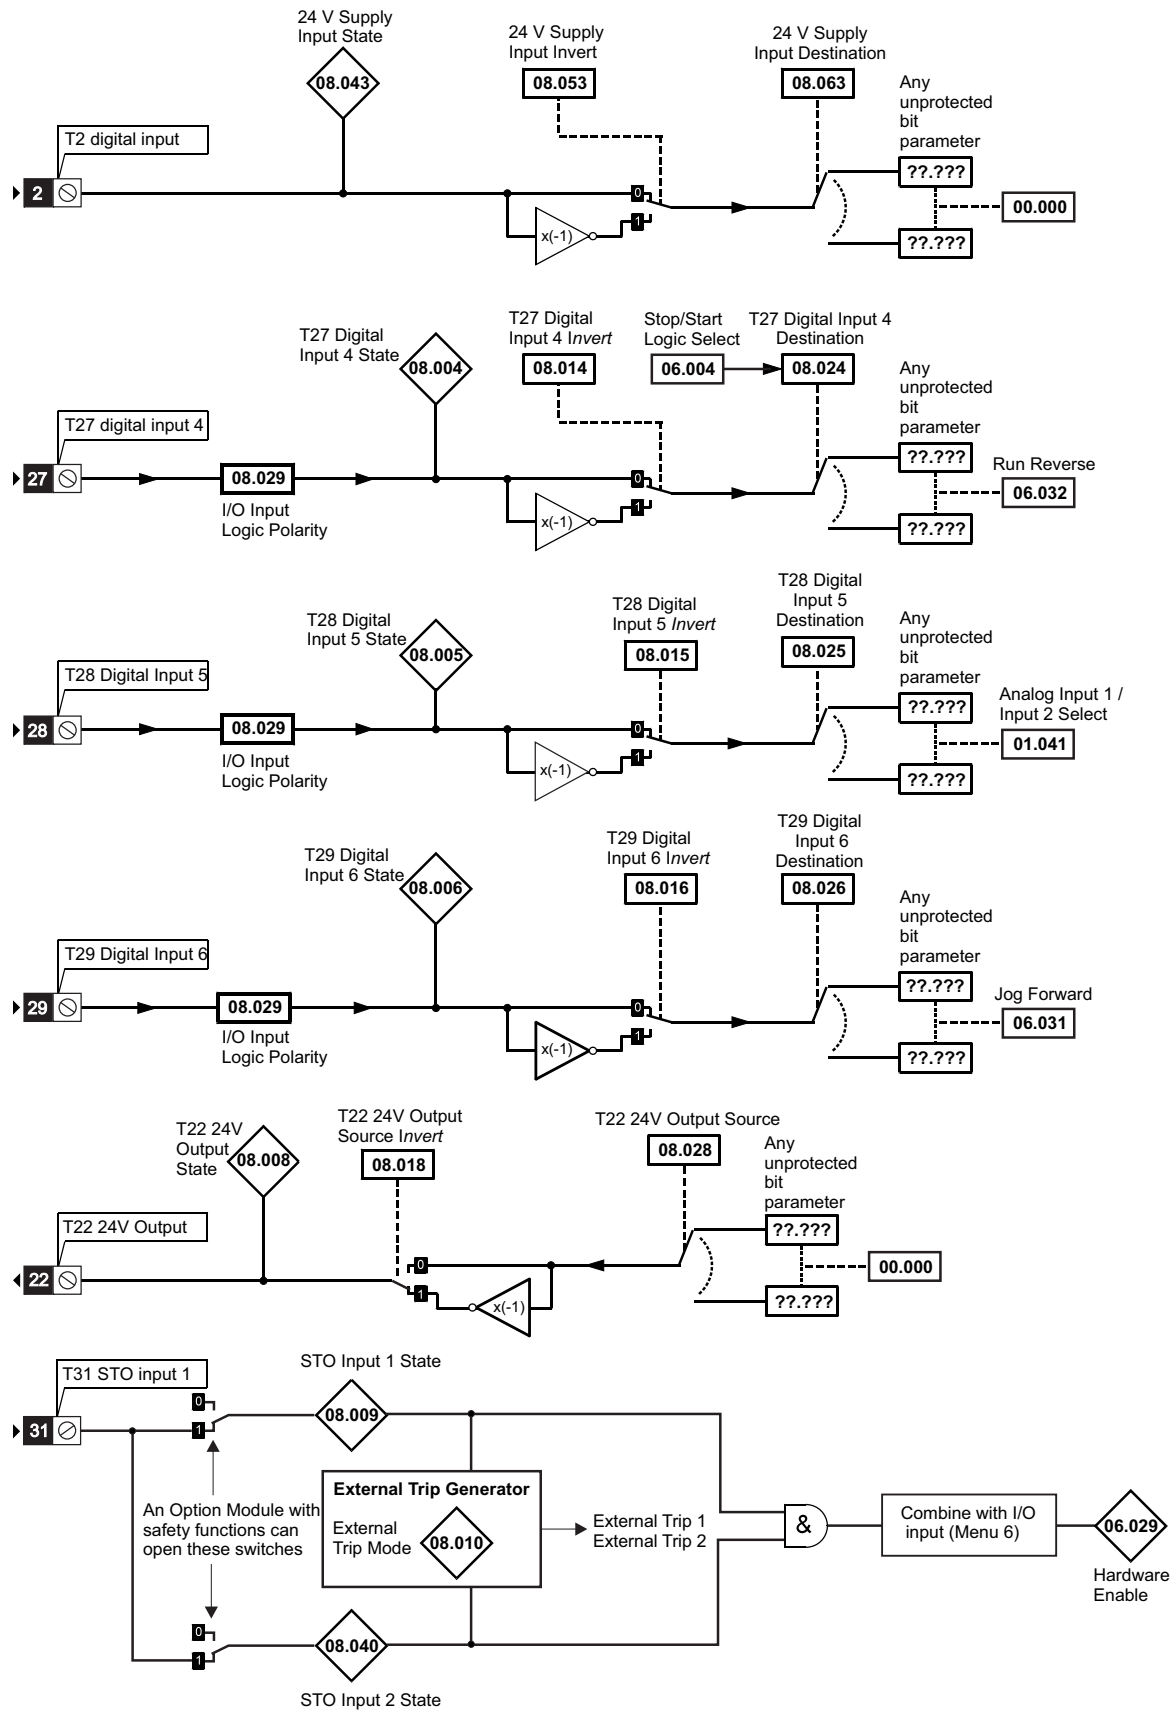 24 V Supply
Input State
08.043
24 V Supply
Input Invert
08.053
24 V Supply
Input Destination
08.063
Any
unprotected
bit
parameter
T2 digital input
2
0
1
x(-1)
??.???
??.???
00.000
T27 Digital
Input 4 State
08.004
T27 Digital
Input 4 Invert
08.014
Stop/Start
Logic Select
06.004
T27 Digital Input 4
Destination
08.024
Any
unprotected
bit
parameter
T27 digital input 4
27
08.029
I/O Input
Logic Polarity
0
1
x(-1)
??.???
??.???
Run Reverse
06.032
T28 Digital
Input 5 State
08.005
T28 Digital
Input 5 Invert
08.015
T28 Digital
Input 5
Destination
08.025
Any
unprotected
bit
parameter
T28 Digital Input 5
28
08.029
I/O Input
Logic Polarity
0
1
x(-1)
??.???
??.???
Analog Input 1 /
Input 2 Select
01.041
T29 Digital
Input 6 State
08.006
T29 Digital
Input 6 Invert
08.016
T29 Digital
Input 6
Destination
08.026
Any
unprotected
bit
parameter
T29 Digital Input 6
29
08.029
I/O Input
Logic Polarity
0
1
x(-1)
??.???
??.???
Jog Forward
06.031
T22 24V
Output
State
08.008
T22 24V Output
Source Invert
08.018
T22 24V Output Source
08.028
Any
unprotected
bit
parameter
T22 24V Output
22
0
1
x(-1)
??.???
??.???
00.000
T31 STO input 1
31
0
1
STO Input 1 State
08.009
An Option Module with
safety functions can
open these switches
External Trip Generator
External
Trip Mode
08.010
External Trip 1
External Trip 2
&
Combine with I/O
input (Menu 6)
06.029
Hardware
Enable
0
1
08.040
STO Input 2 State